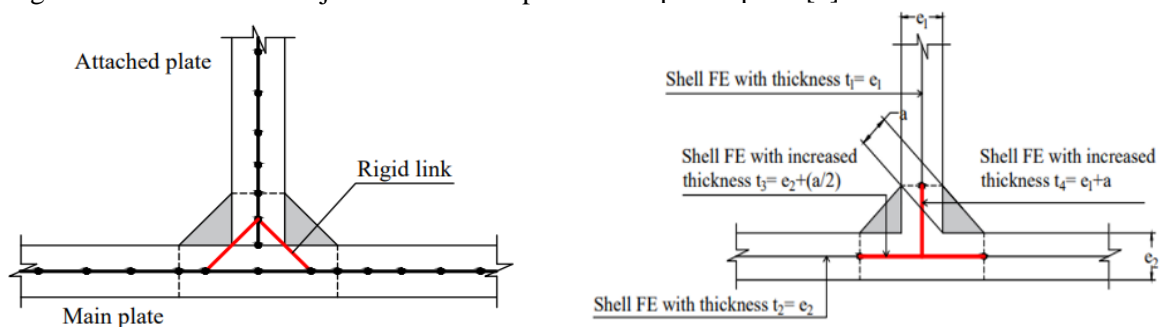 Attached plate
Rigid link
Main plate
e₁
Shell FE with thickness t₁= e₁
a
Shell FE with increased
thickness t₃= e₂+(a/2)
Shell FE with increased
thickness t₄= e₁+a
e₂
Shell FE with thickness t₂= e₂